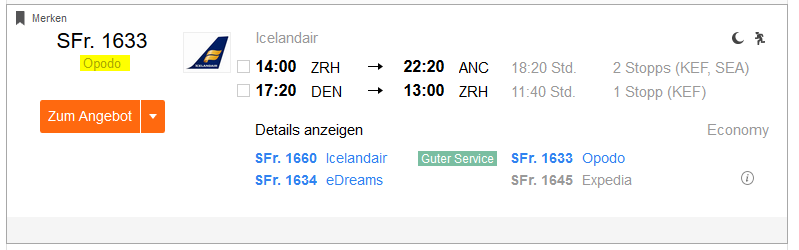 Merken
SFr. 1633
Opodo
Zum Angebot
ICELANDAIR
Icelandair
14:00 ZRH → 22:20 ANC 18:20 Std. 2 Stopps (KEF, SEA)
17:20 DEN → 13:00 ZRH 11:40 Std. 1 Stopp (KEF)
Details anzeigen Economy
SFr. 1660 Icelandair Guter Service SFr. 1633 Opodo
SFr. 1634 eDreams SFr. 1645 Expedia